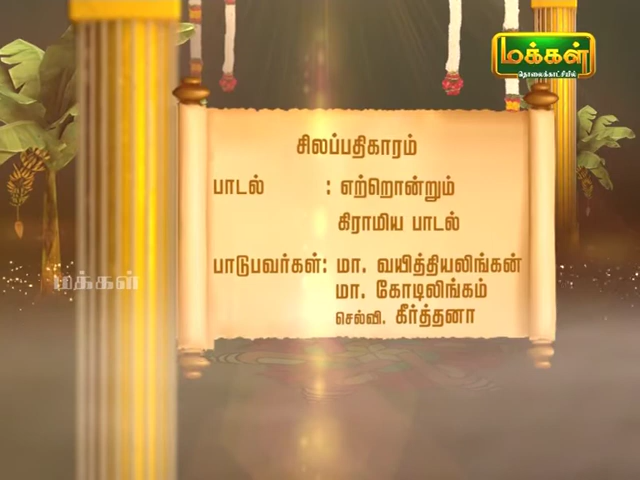 மக்கள்
தொலைக்காட்சியில்
சிலப்பதிகாரம்
பாடல் : எற்றொன்றும்
கிராமிய பாடல்
பாடுபவர்கள்: மா. வயித்தியலிங்கன்
மா. கோடிலிங்கம்
செல்வி. கீர்த்தனா
மக்கள்